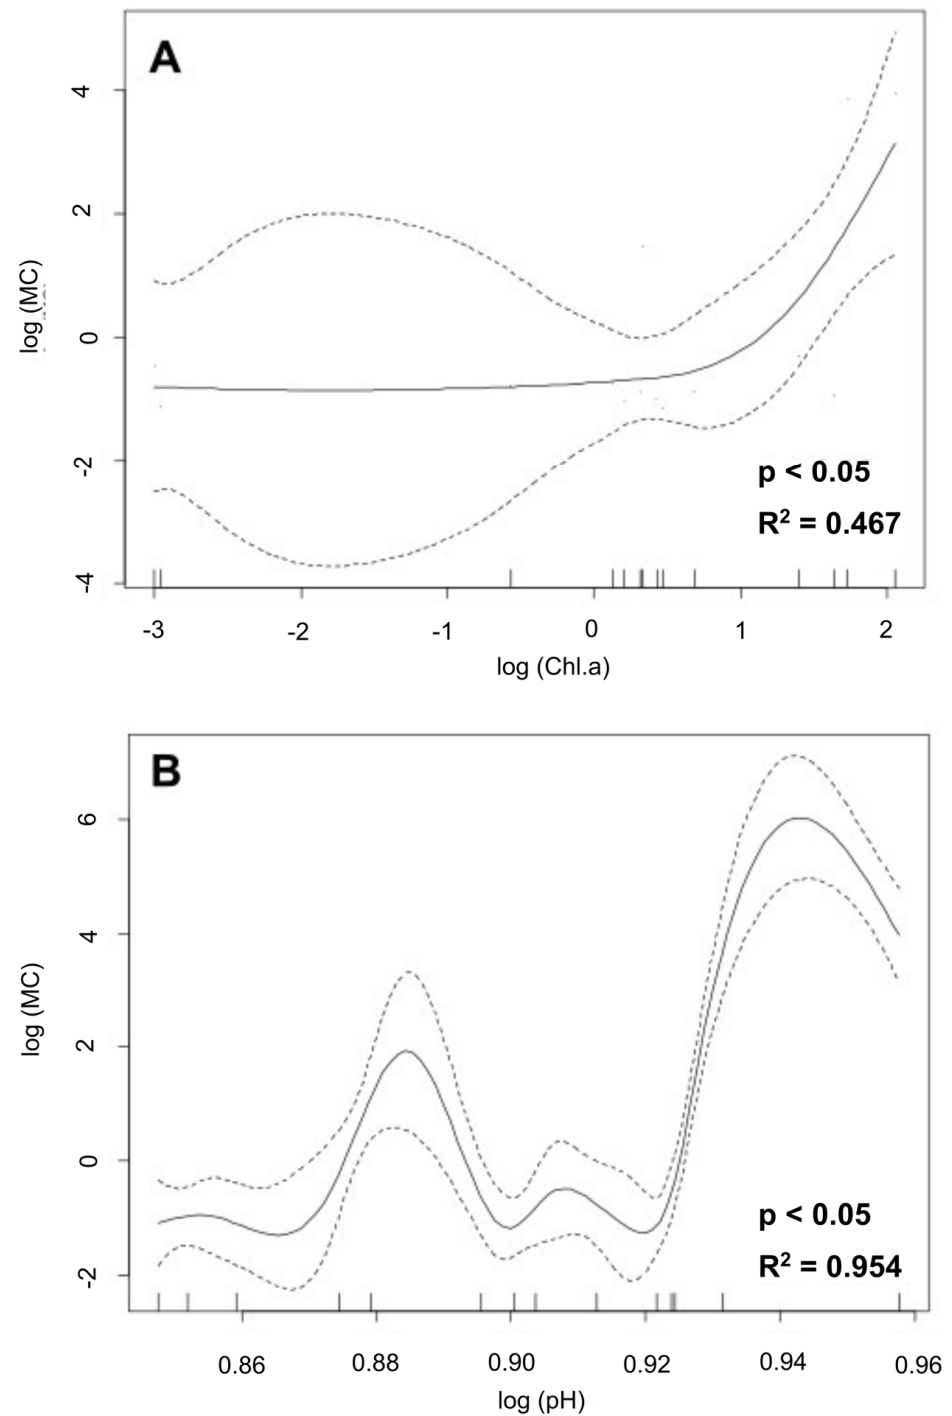 A
4
2
0
-2
-4
log (MC)
p < 0.05
R² = 0.467
-3 -2 -1 0 1 2
log (Chl.a)
B
6
4
2
0
-2
log (MC)
p < 0.05
R² = 0.954
0.86 0.88 0.90 0.92 0.94 0.96
log (pH)